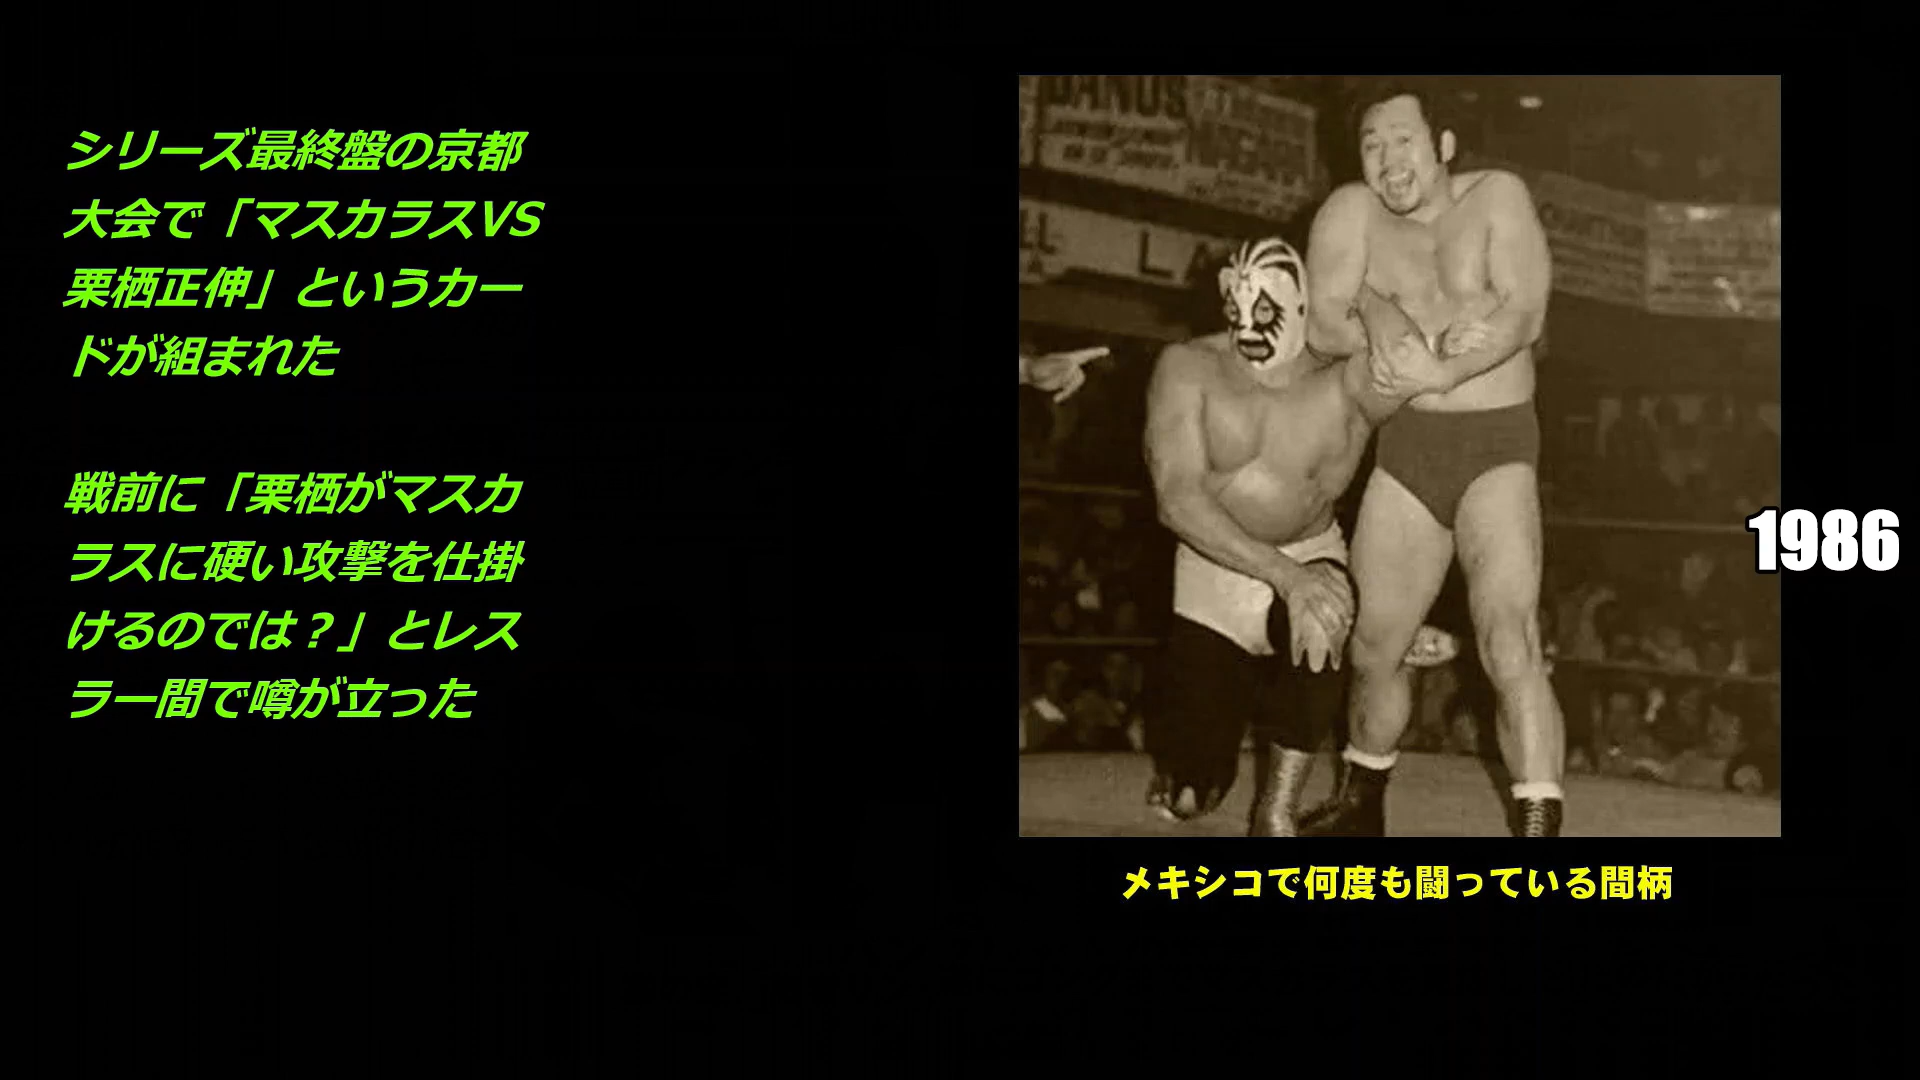 シリーズ最終盤の京都
大会で「マスカラスVS
栗栖正伸」というカー
ドが組まれた
戦前に「栗栖がマスカ
ラスに硬い攻撃を仕掛
けるのでは？」とレス
ラー間で噂が立った
1986
メキシコで何度も闘っている間柄